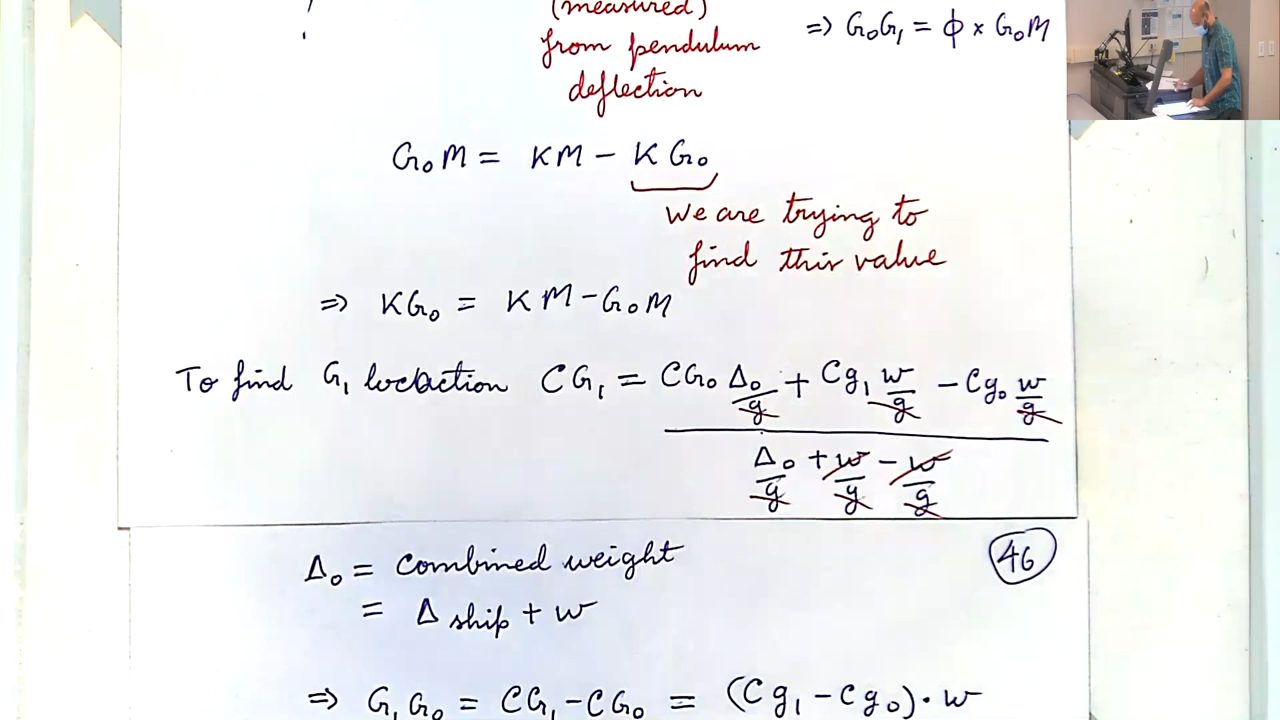 (measured)
from pendulum
deflection
⇒ G₀G₁ = ϕ × G₀M
G₀M = KM − KG₀
We are trying to
find this value
⇒ KG₀ = KM − G₀M
To find G₁ locaction CG₁ = CG₀ Δ₀/g + Cg₁ w/g − Cg₀ w/g
Δ₀/g + w/g − w/g
Δ₀ = combined weight
= Δ ship + w
46
⇒ G₁G₀ = CG₁ − CG₀ = (Cg₁ − Cg₀) · w